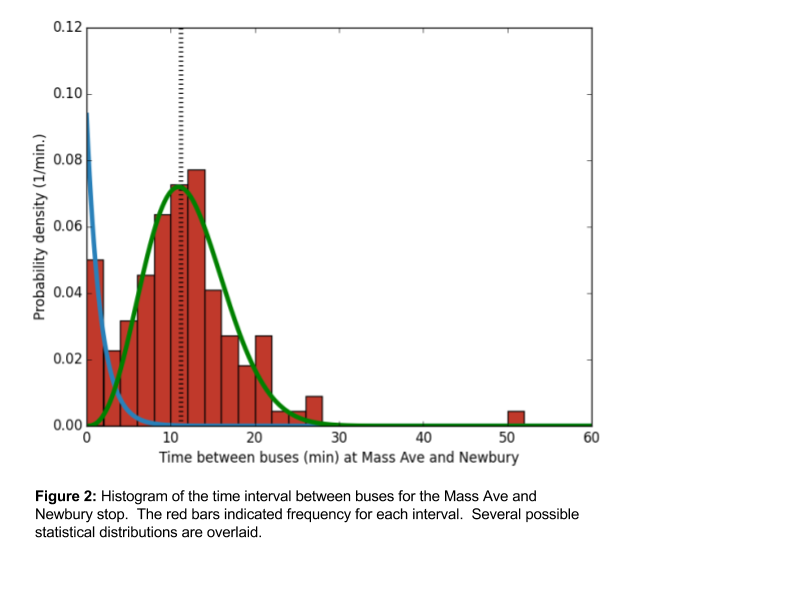 0.12
0.10
0.08
0.06
0.04
0.02
0.00
Probability density (1/min.)
0 10 20 30 40 50 60
Time between buses (min) at Mass Ave and Newbury
Figure 2: Histogram of the time interval between buses for the Mass Ave and
Newbury stop. The red bars indicated frequency for each interval. Several possible
statistical distributions are overlaid.